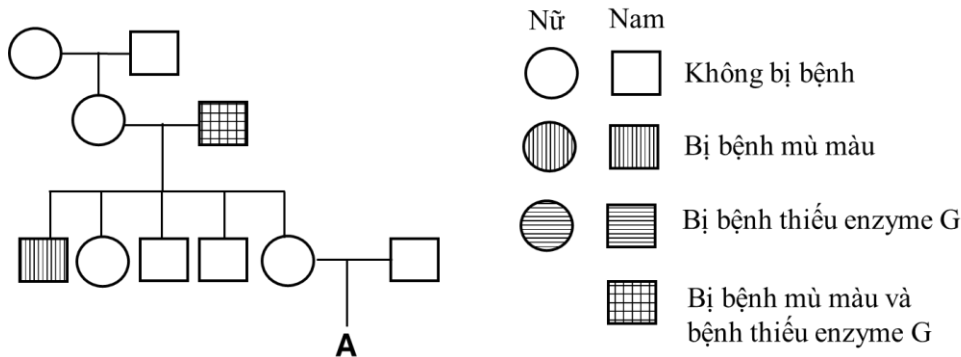 Nữ Nam
Không bị bệnh
Bị bệnh mù màu
Bị bệnh thiếu enzyme G
Bị bệnh mù màu và
bệnh thiếu enzyme G
A